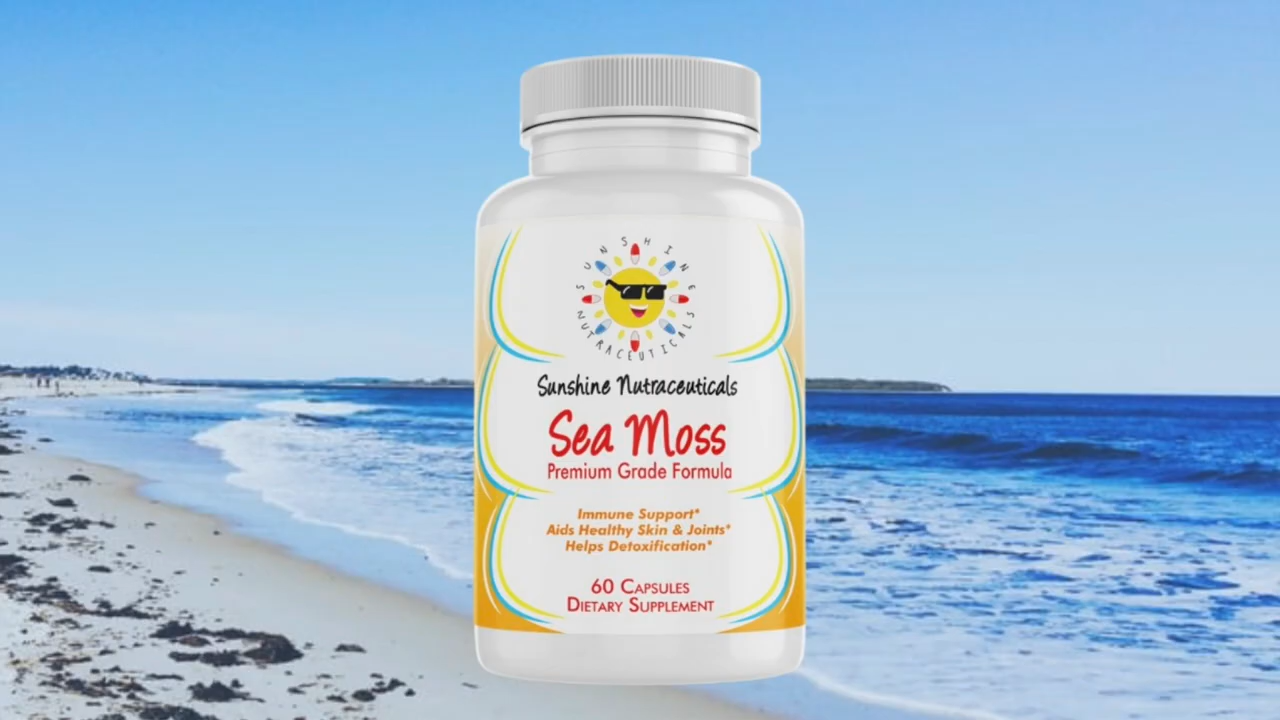 SUNSHINE
NUTRACEUTICALS
Sunshine Nutraceuticals
Sea Moss
Premium Grade Formula
Immune Support*
Aids Healthy Skin & Joints*
Helps Detoxification*
60 CAPSULES
DIETARY SUPPLEMENT